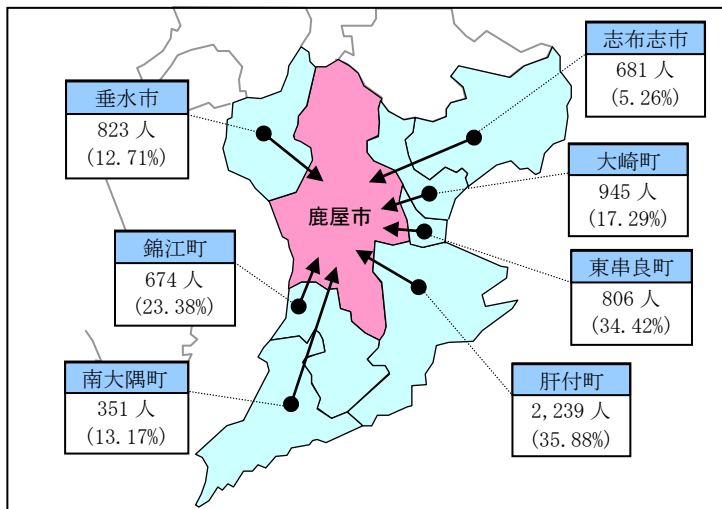 志布志市
681 人
(5.26%)
垂水市
823 人
(12.71%)
大崎町
945 人
(17.29%)
鹿屋市
錦江町
674 人
(23.38%)
東串良町
806 人
(34.42%)
南大隅町
351 人
(13.17%)
肝付町
2,239 人
(35.88%)